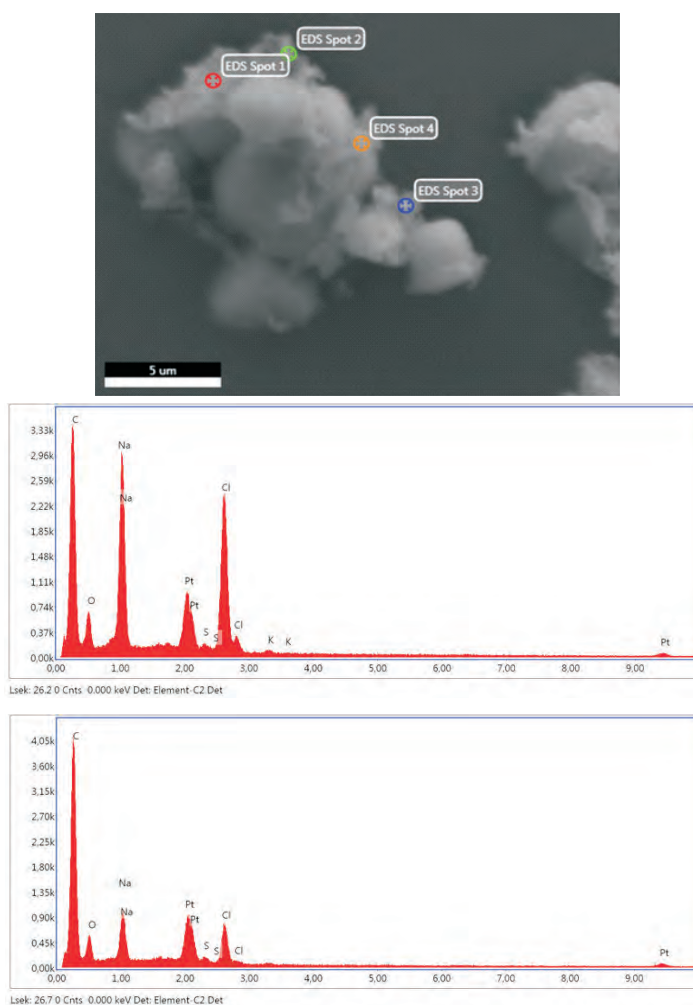 EDS Spot 2
EDS Spot 1
EDS Spot 4
EDS Spot 3
5 um
C
3.33k
2.96k
2.59k
2.22k
1.85k
1.48k
1.11k
0.74k
0.37k
0.00k
Na
Na
Cl
O
Pt
Pt
S
S
Cl
K
K
Pt
0,00 1,00 2,00 3,00 4,00 5,00 6,00 7,00 8,00 9,00
Lsek: 26.2 0 Cnts 0.000 keV Det: Element-C2.Det
C
4.05k
3.60k
3.15k
2.70k
2.25k
1.80k
1.35k
0.90k
0.45k
0.00k
Na
Na
O
Pt
Pt
Cl
S
S
Cl
Pt
0,00 1,00 2,00 3,00 4,00 5,00 6,00 7,00 8,00 9,00
Lsek: 26.7 0 Cnts 0.000 keV Det: Element-C2.Det